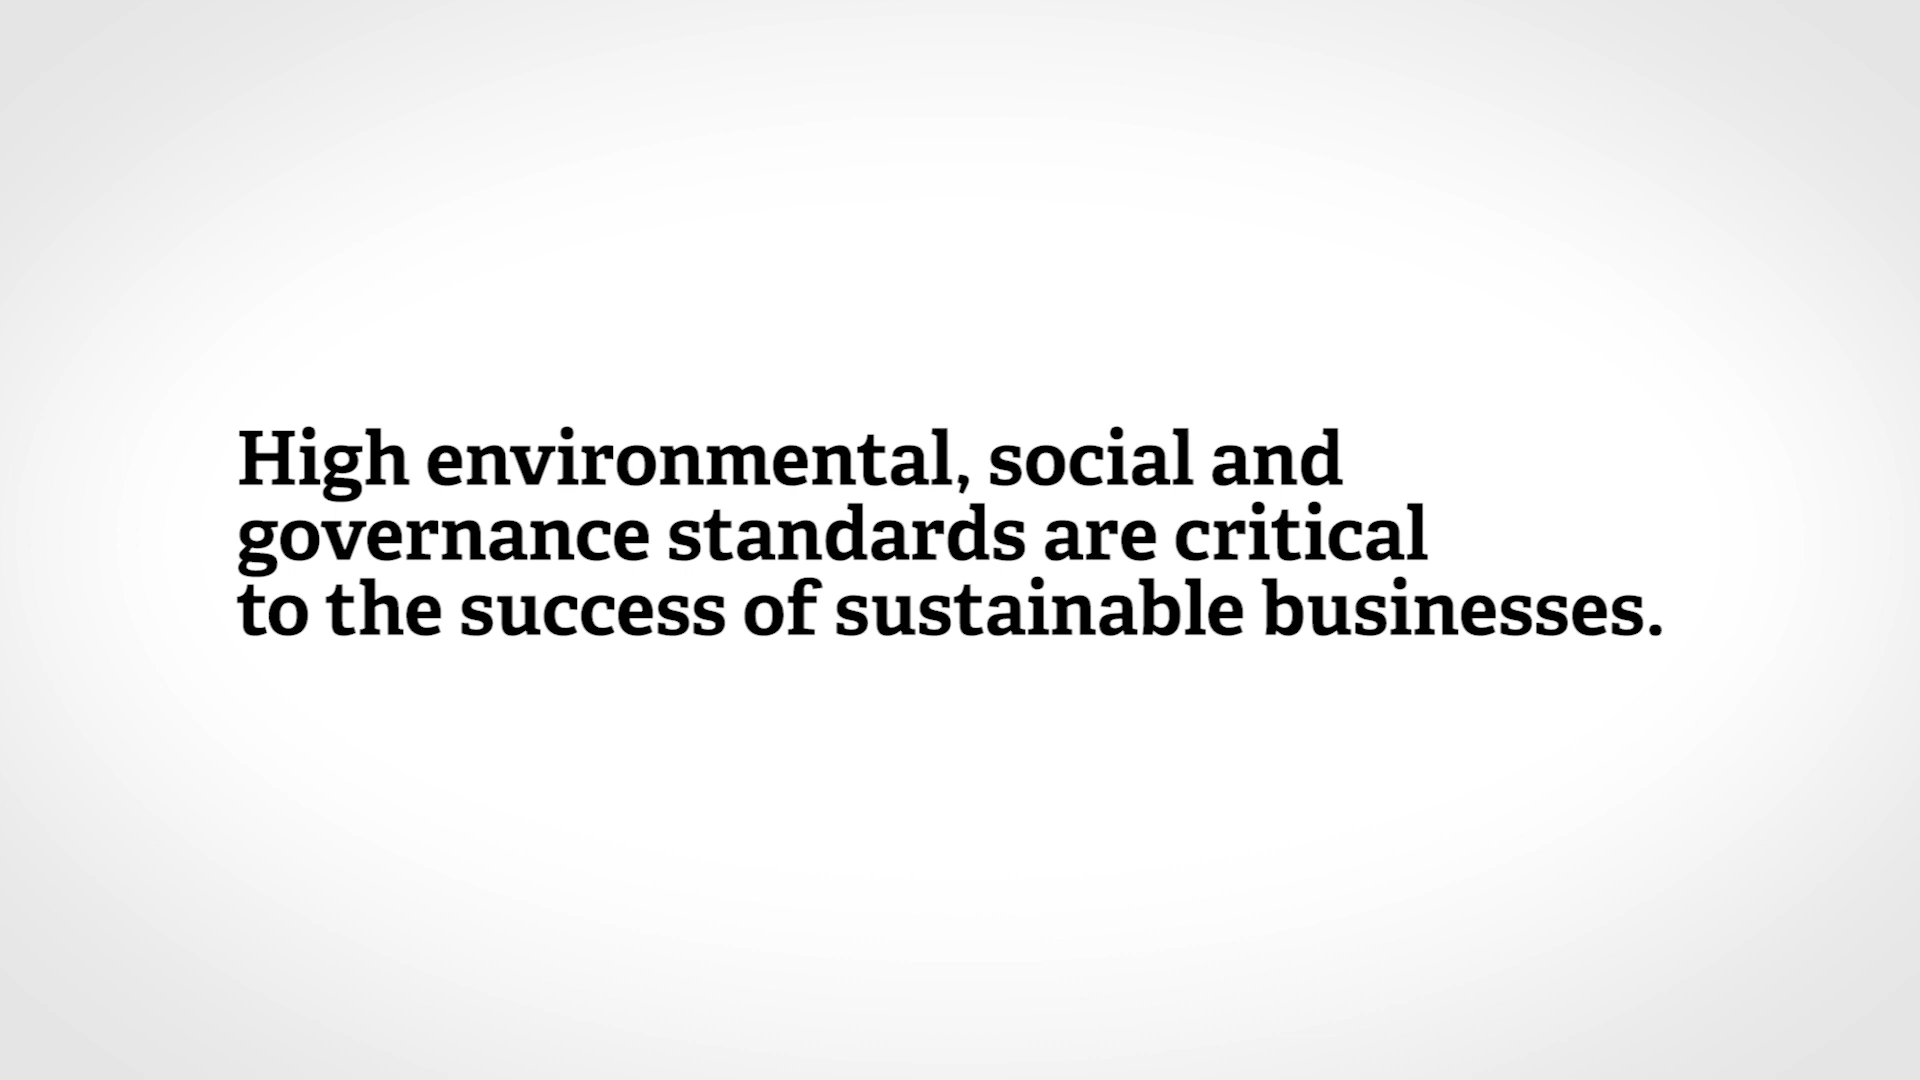 High environmental, social and
governance standards are critical
to the success of sustainable businesses.